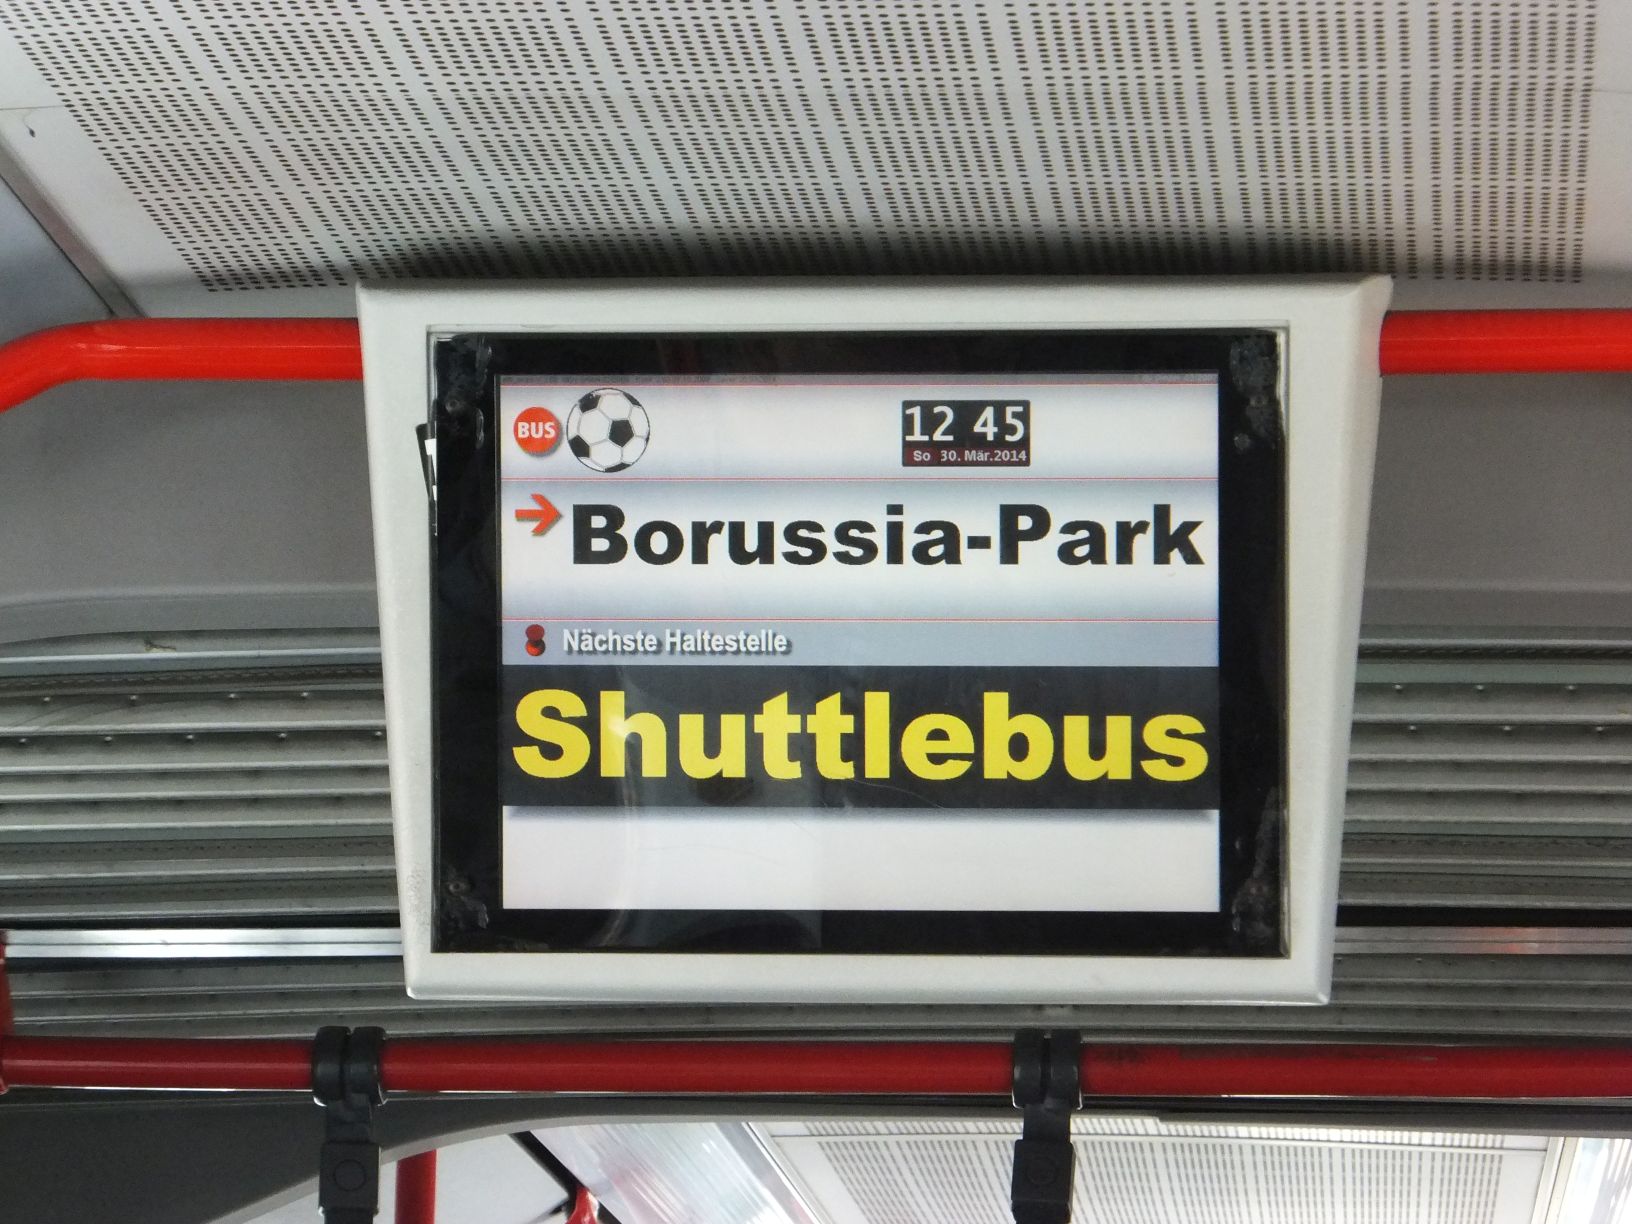 BUS
12 45
So 30. Mär.2014
Borussia-Park
Nächste Haltestelle
Shuttlebus